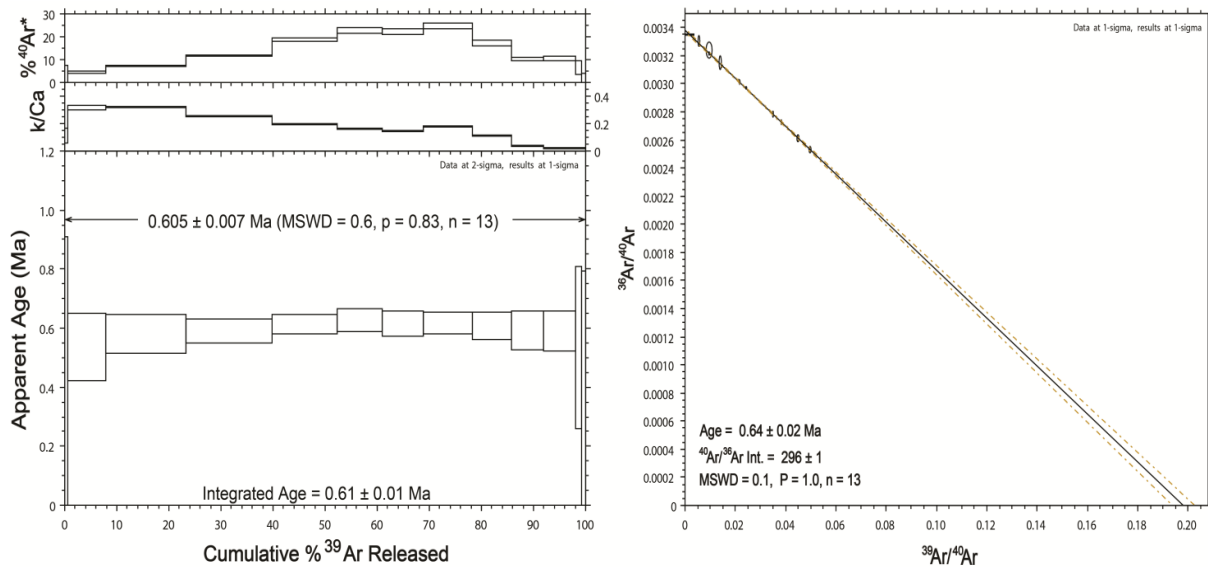 30
20
10
0
% ⁴⁰Ar*
0.4
0.2
0
k/Ca
Data at 2-sigma, results at 1-sigma
1.2
1.0
0.8
0.6
0.4
0.2
0
Apparent Age (Ma)
0.605 ± 0.007 Ma (MSWD = 0.6, p = 0.83, n = 13)
Integrated Age = 0.61 ± 0.01 Ma
0 10 20 30 40 50 60 70 80 90 100
Cumulative % ³⁹Ar Released
Data at 1-sigma, results at 1-sigma
0.0034
0.0032
0.0030
0.0028
0.0026
0.0024
0.0022
0.0020
0.0018
0.0016
0.0014
0.0012
0.0010
0.0008
0.0006
0.0004
0.0002
0
³⁶Ar/⁴⁰Ar
Age = 0.64 ± 0.02 Ma
⁴⁰Ar/³⁶Ar Int. = 296 ± 1
MSWD = 0.1, P = 1.0, n = 13
0 0.02 0.04 0.06 0.08 0.10 0.12 0.14 0.16 0.18 0.20
³⁹Ar/⁴⁰Ar